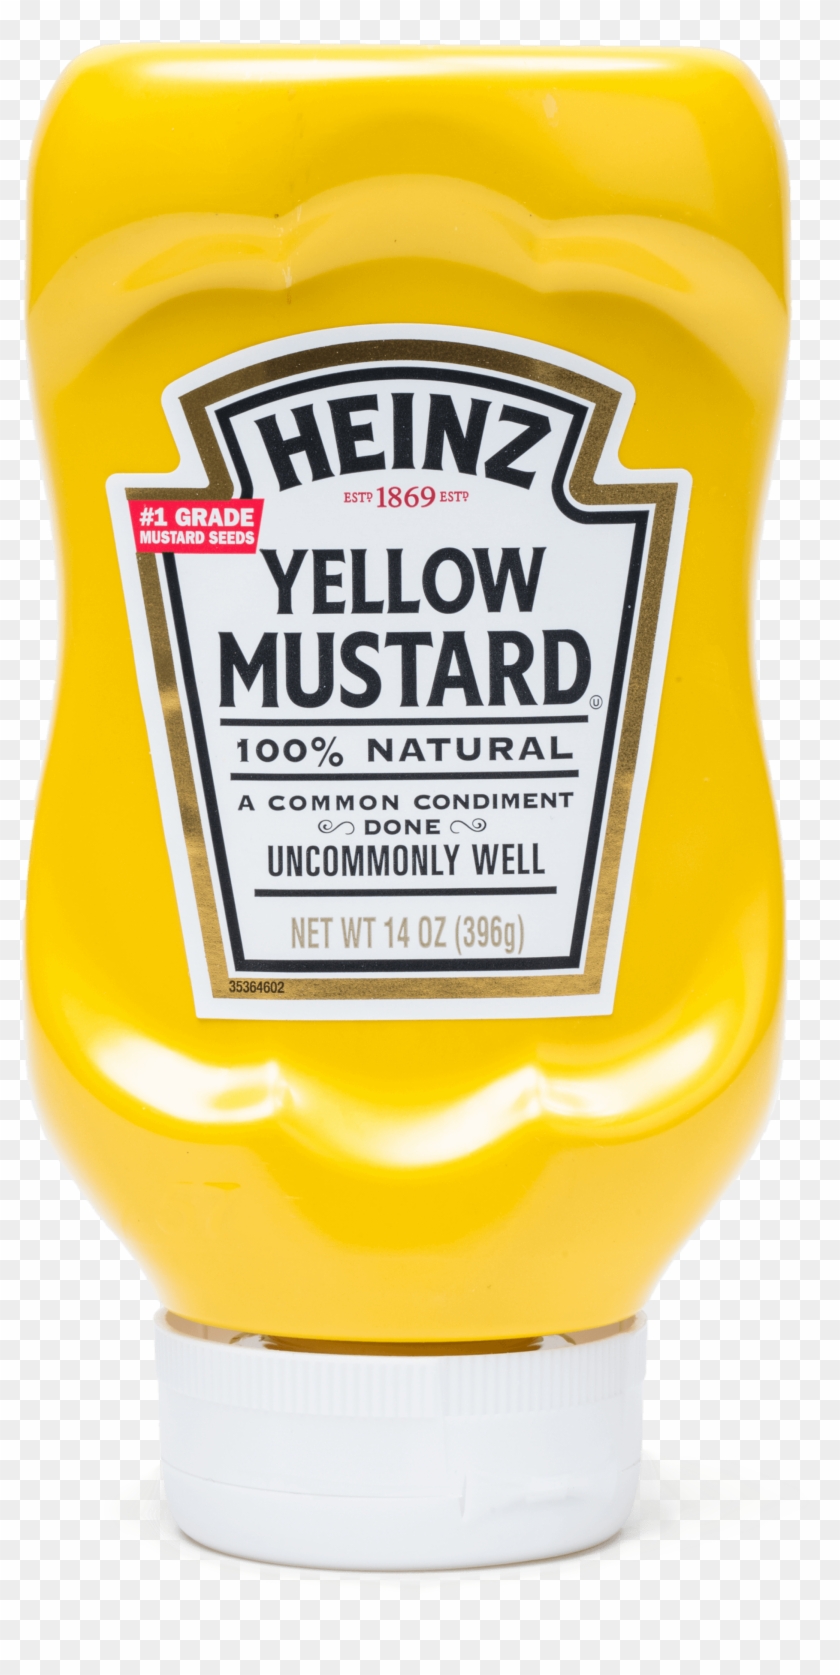 HEINZ
ESTD 1869 ESTD
#1 GRADE
MUSTARD SEEDS
YELLOW
MUSTARD
U
100% NATURAL
A COMMON CONDIMENT
DONE
UNCOMMONLY WELL
NET WT 14 OZ (396g)
35364602